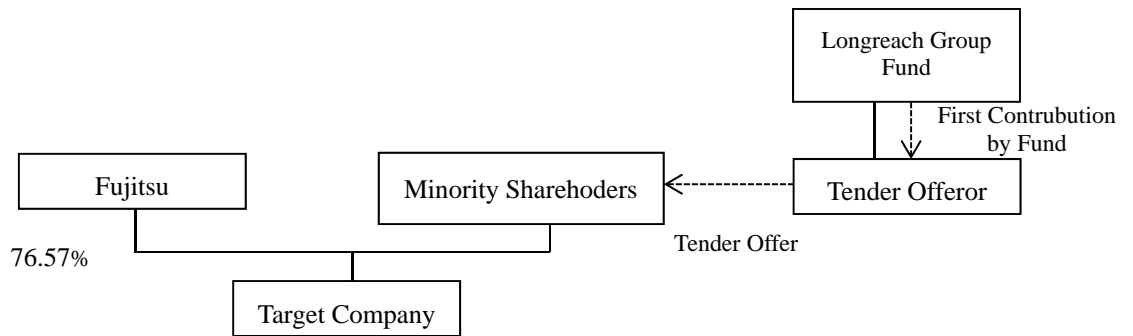 Longreach Group
Fund
First Contrubution
by Fund
Fujitsu
Minority Sharehoders
Tender Offeror
76.57%
Tender Offer
Target Company